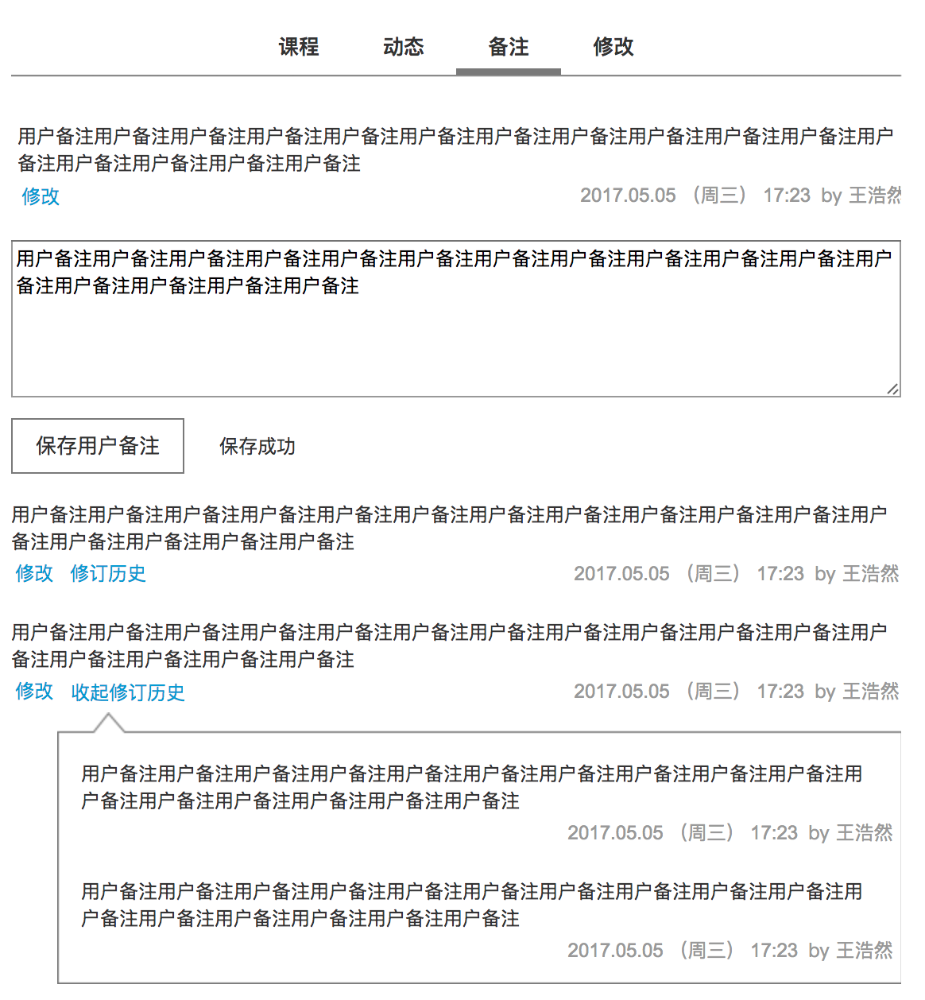 课程 动态 备注 修改
用户备注用户备注用户备注用户备注用户备注用户备注用户备注用户备注用户备注用户备注用户备注用户
备注用户备注用户备注用户备注用户备注
修改 2017.05.05 （周三） 17:23 by 王浩然
用户备注用户备注用户备注用户备注用户备注用户备注用户备注用户备注用户备注用户备注用户备注用户
备注用户备注用户备注用户备注用户备注
保存用户备注 保存成功
用户备注用户备注用户备注用户备注用户备注用户备注用户备注用户备注用户备注用户备注用户备注用户
备注用户备注用户备注用户备注用户备注
修改 修订历史 2017.05.05 （周三） 17:23 by 王浩然
用户备注用户备注用户备注用户备注用户备注用户备注用户备注用户备注用户备注用户备注用户备注用户
备注用户备注用户备注用户备注用户备注
修改 收起修订历史 2017.05.05 （周三） 17:23 by 王浩然
用户备注用户备注用户备注用户备注用户备注用户备注用户备注用户备注用户备注用户备注用
户备注用户备注用户备注用户备注用户备注用户备注
2017.05.05 （周三） 17:23 by 王浩然
用户备注用户备注用户备注用户备注用户备注用户备注用户备注用户备注用户备注用户备注用
户备注用户备注用户备注用户备注用户备注用户备注
2017.05.05 （周三） 17:23 by 王浩然